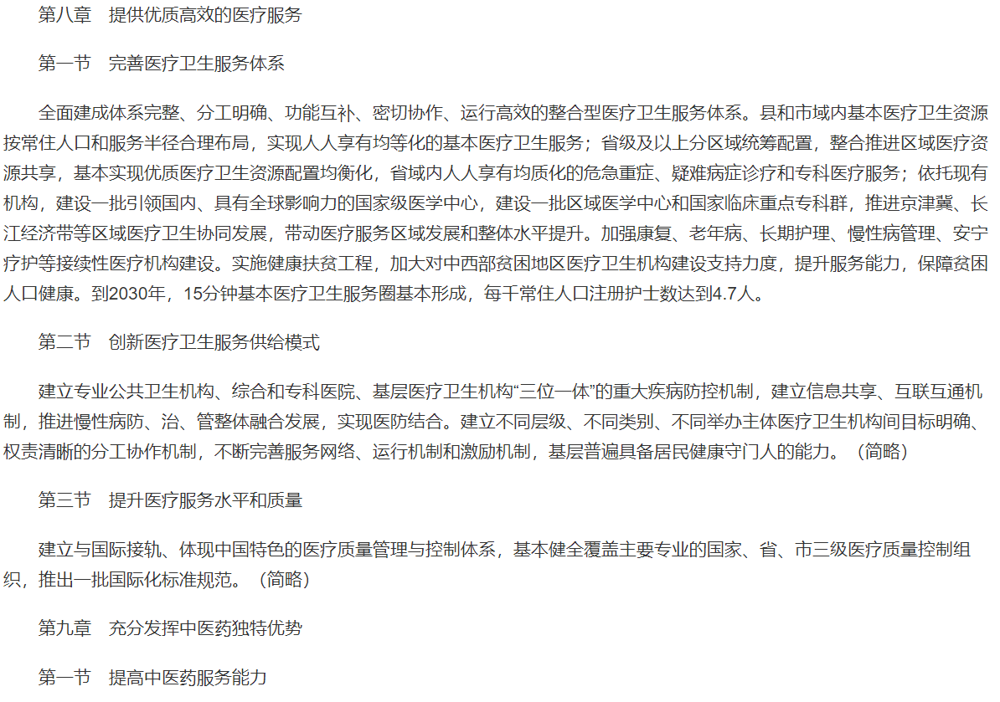 第八章　提供优质高效的医疗服务
第一节　完善医疗卫生服务体系
全面建成体系完整、分工明确、功能互补、密切协作、运行高效的整合型医疗卫生服务体系。县和市域内基本医疗卫生资源
按常住人口和服务半径合理布局，实现人人享有均等化的基本医疗卫生服务；省级及以上分区域统筹配置，整合推进区域医疗资
源共享，基本实现优质医疗卫生资源配置均衡化，省域内人人享有均质化的危急重症、疑难病症诊疗和专科医疗服务；依托现有
机构，建设一批引领国内、具有全球影响力的国家级医学中心，建设一批区域医学中心和国家临床重点专科群，推进京津冀、长
江经济带等区域医疗卫生协同发展，带动医疗服务区域发展和整体水平提升。加强康复、老年病、长期护理、慢性病管理、安宁
疗护等接续性医疗机构建设。实施健康扶贫工程，加大对中西部贫困地区医疗卫生机构建设支持力度，提升服务能力，保障贫困
人口健康。到2030年，15分钟基本医疗卫生服务圈基本形成，每千常住人口注册护士数达到4.7人。
第二节　创新医疗卫生服务供给模式
建立专业公共卫生机构、综合和专科医院、基层医疗卫生机构“三位一体”的重大疾病防控机制，建立信息共享、互联互通机
制，推进慢性病防、治、管整体融合发展，实现医防结合。建立不同层级、不同类别、不同举办主体医疗卫生机构间目标明确、
权责清晰的分工协作机制，不断完善服务网络、运行机制和激励机制，基层普遍具备居民健康守门人的能力。（简略）
第三节　提升医疗服务水平和质量
建立与国际接轨、体现中国特色的医疗质量管理与控制体系，基本健全覆盖主要专业的国家、省、市三级医疗质量控制组
织，推出一批国际化标准规范。（简略）
第九章　充分发挥中医药独特优势
第一节　提高中医药服务能力